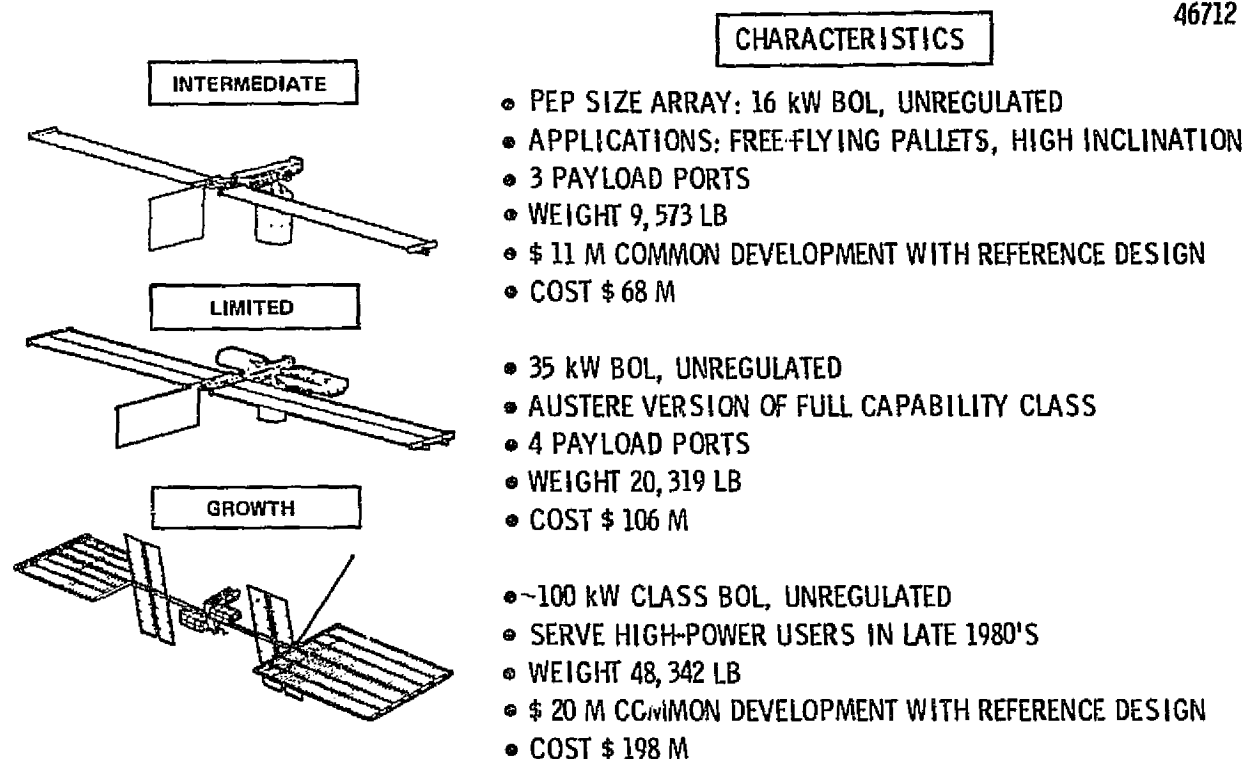 46712
CHARACTERISTICS
INTERMEDIATE
• PEP SIZE ARRAY: 16 kW BOL, UNREGULATED
• APPLICATIONS: FREE-FLYING PALLETS, HIGH INCLINATION
• 3 PAYLOAD PORTS
• WEIGHT 9,573 LB
• $ 11 M COMMON DEVELOPMENT WITH REFERENCE DESIGN
• COST $ 68 M
LIMITED
• 35 kW BOL, UNREGULATED
• AUSTERE VERSION OF FULL CAPABILITY CLASS
• 4 PAYLOAD PORTS
• WEIGHT 20,319 LB
• COST $ 106 M
GROWTH
• ~100 kW CLASS BOL, UNREGULATED
• SERVE HIGH-POWER USERS IN LATE 1980'S
• WEIGHT 48,342 LB
• $ 20 M COMMON DEVELOPMENT WITH REFERENCE DESIGN
• COST $ 198 M